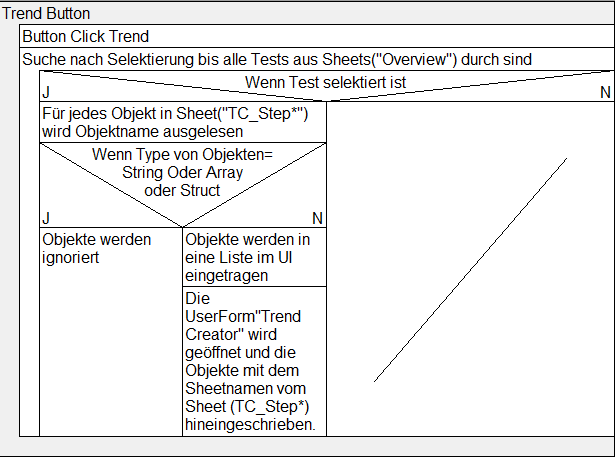 Trend Button
Button Click Trend
Suche nach Selektierung bis alle Tests aus Sheets("Overview") durch sind
Wenn Test selektiert ist
J
N
Für jedes Objekt in Sheet("TC_Step*")
wird Objektname ausgelesen
Wenn Type von Objekten=
String Oder Array
oder Struct
J
N
Objekte werden
ignoriert
Objekte werden in
eine Liste im UI
eingetragen
Die
UserForm"Trend
Creator" wird
geöffnet und die
Objekte mit dem
Sheetnamen vom
Sheet (TC_Step*)
hineingeschrieben.